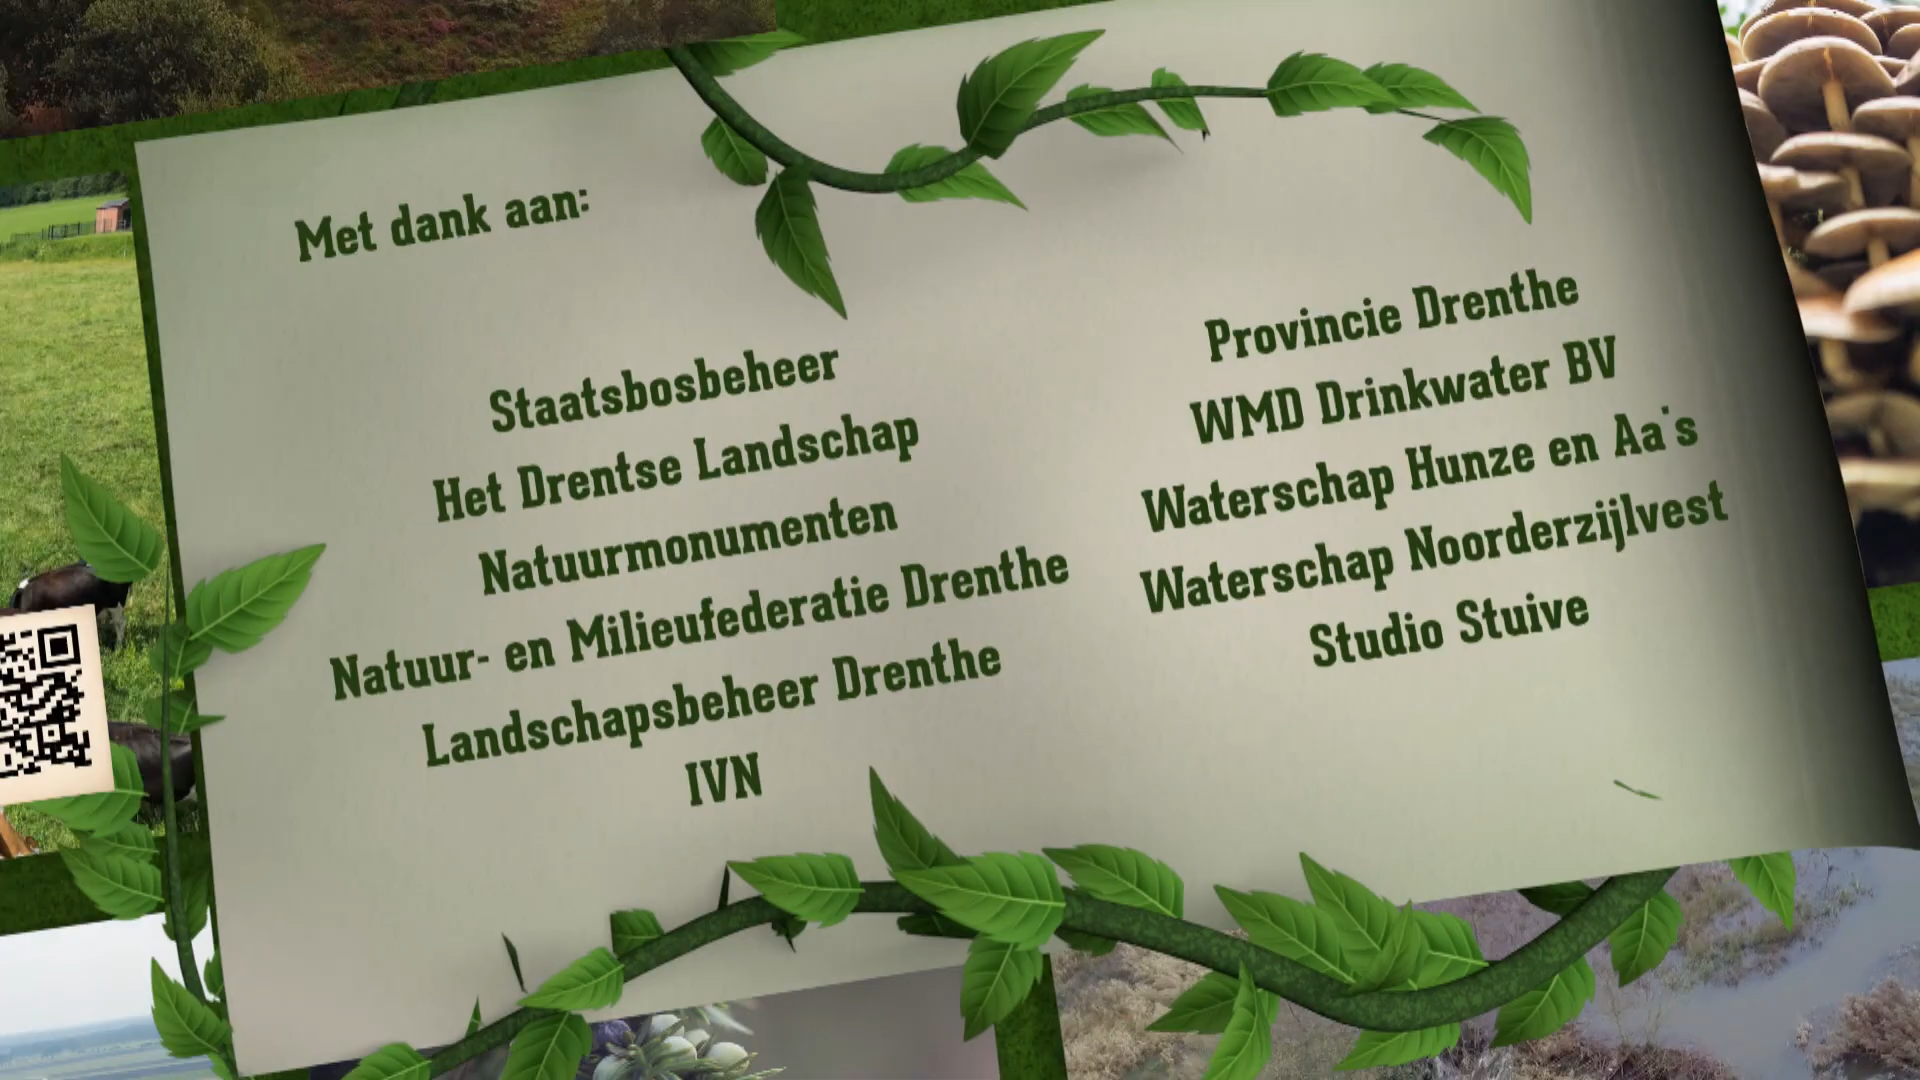 Met dank aan:
Staatsbosbeheer
Het Drentse Landschap
Natuurmonumenten
Natuur- en Milieufederatie Drenthe
Landschapsbeheer Drenthe
IVN
Provincie Drenthe
WMD Drinkwater BV
Waterschap Hunze en Aa's
Waterschap Noorderzijlvest
Studio Stuive